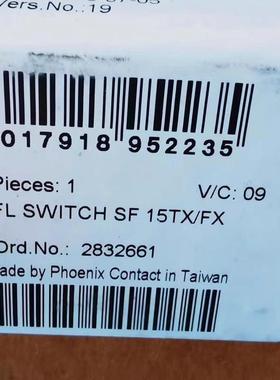 Vers.No.:19
017918 952235
Pieces: 1 V/C: 09
FL SWITCH SF 15TX/FX
Ord.No.: 2832661
Made by Phoenix Contact in Taiwan